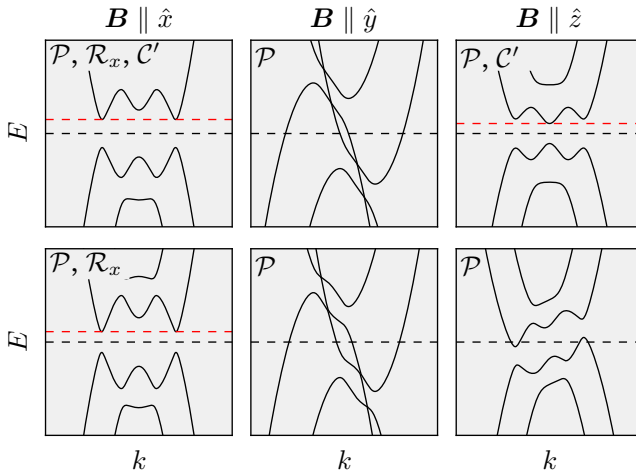 B ∥ x̂
B ∥ ŷ
B ∥ ẑ
E
𝒫, ℛₓ, 𝒞′
𝒫
𝒫, 𝒞′
E
𝒫, ℛₓ
𝒫
𝒫
k
k
k